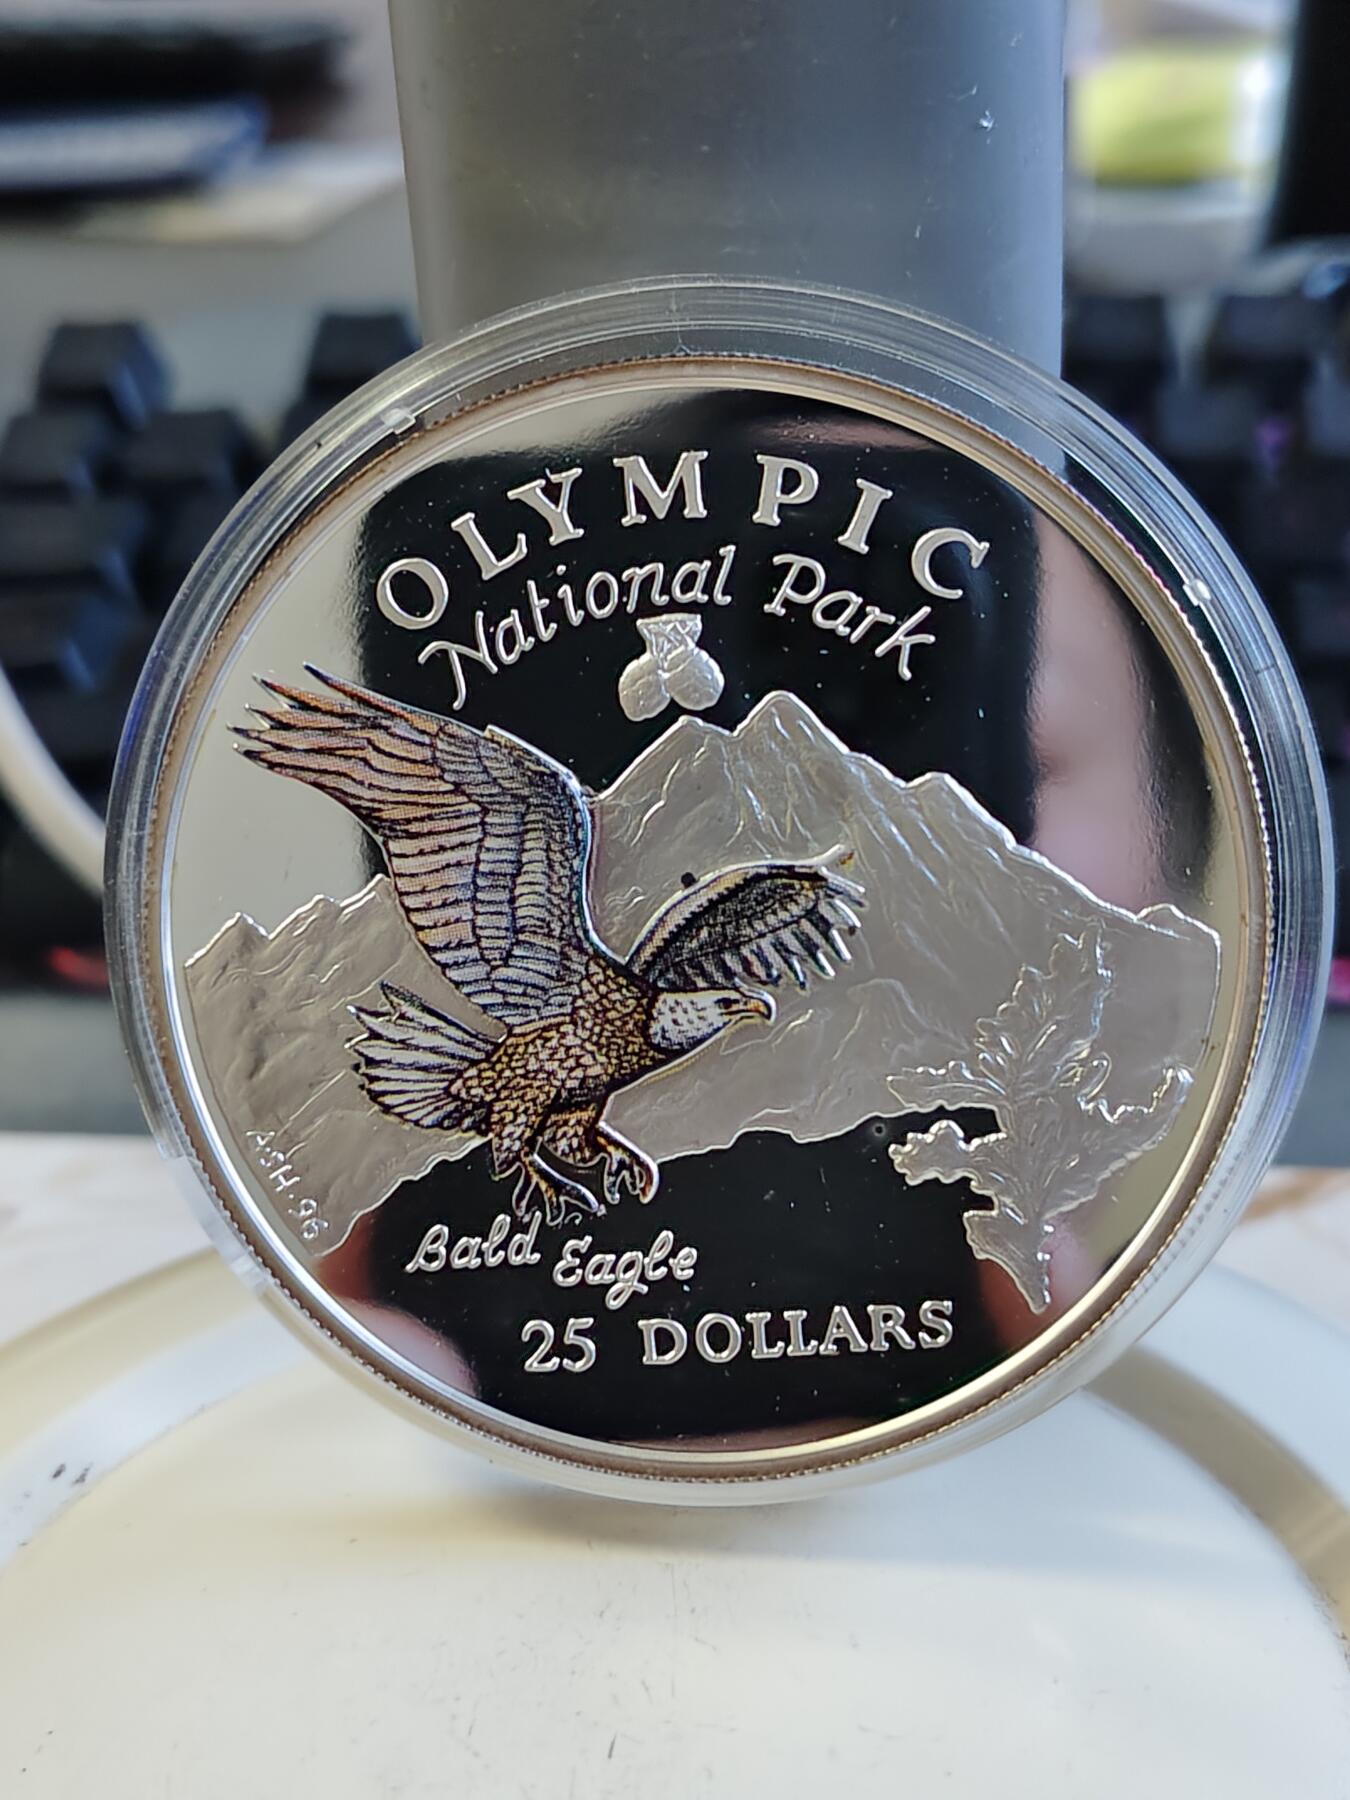 OLYMPIC
National Park
ASH·96
Bald Eagle
25 DOLLARS